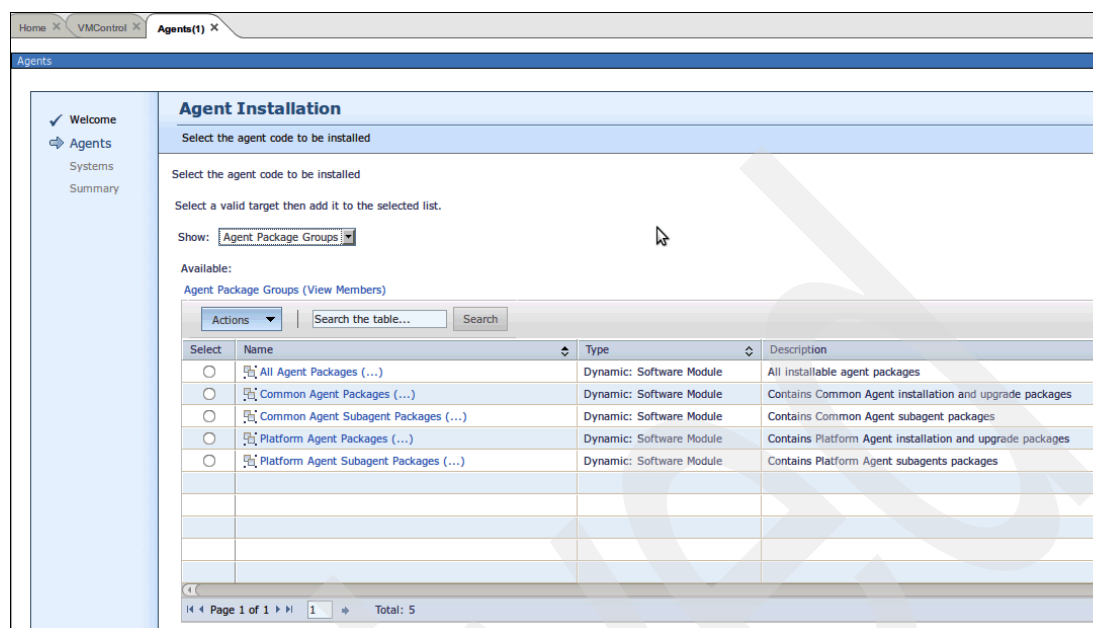 Home VMControl Agents(1)
Agents
Welcome
Agents
Systems
Summary
Agent Installation
Select the agent code to be installed
Select the agent code to be installed
Select a valid target then add it to the selected list.
Show: Agent Package Groups
Available:
Agent Package Groups (View Members)
Actions Search the table... Search
Select Name Type Description
All Agent Packages (...) Dynamic: Software Module All installable agent packages
Common Agent Packages (...) Dynamic: Software Module Contains Common Agent installation and upgrade packages
Common Agent Subagent Packages (...) Dynamic: Software Module Contains Common Agent subagent packages
Platform Agent Packages (...) Dynamic: Software Module Contains Platform Agent installation and upgrade packages
Platform Agent Subagent Packages (...) Dynamic: Software Module Contains Platform Agent subagents packages
Page 1 of 1 1 Total: 5